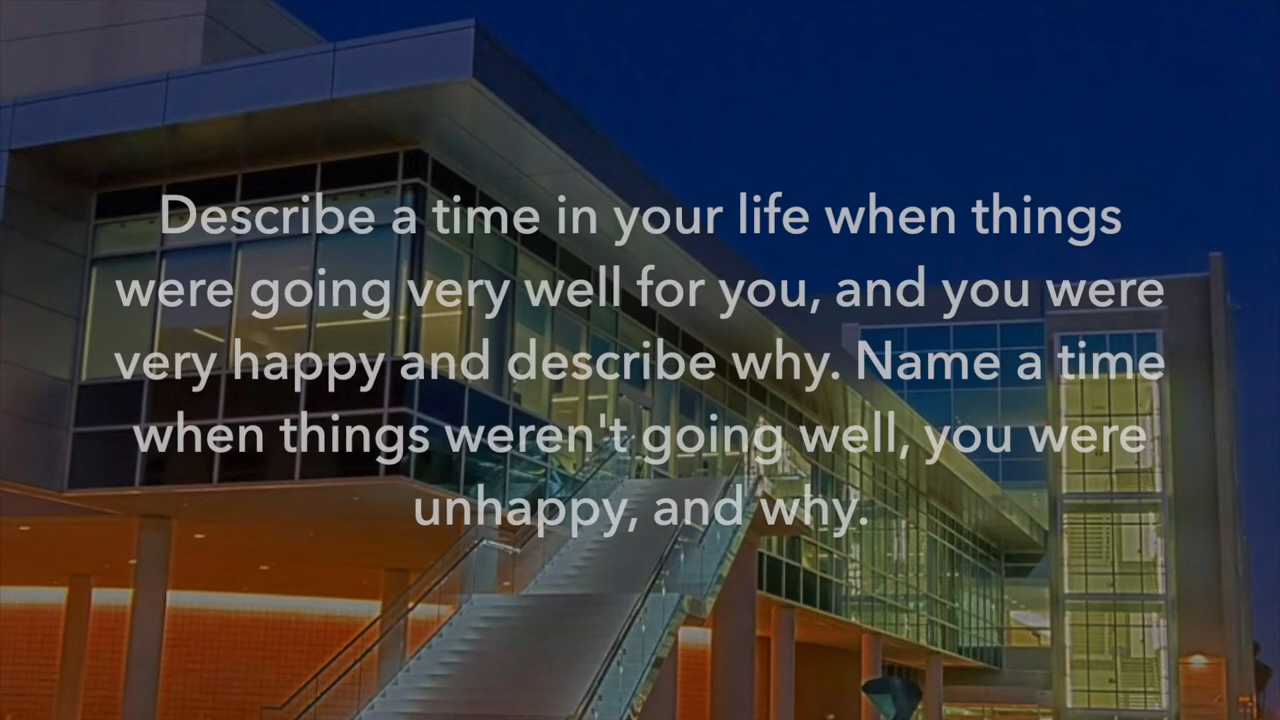 Describe a time in your life when things
were going very well for you, and you were
very happy and describe why. Name a time
when things weren't going well, you were
unhappy, and why.